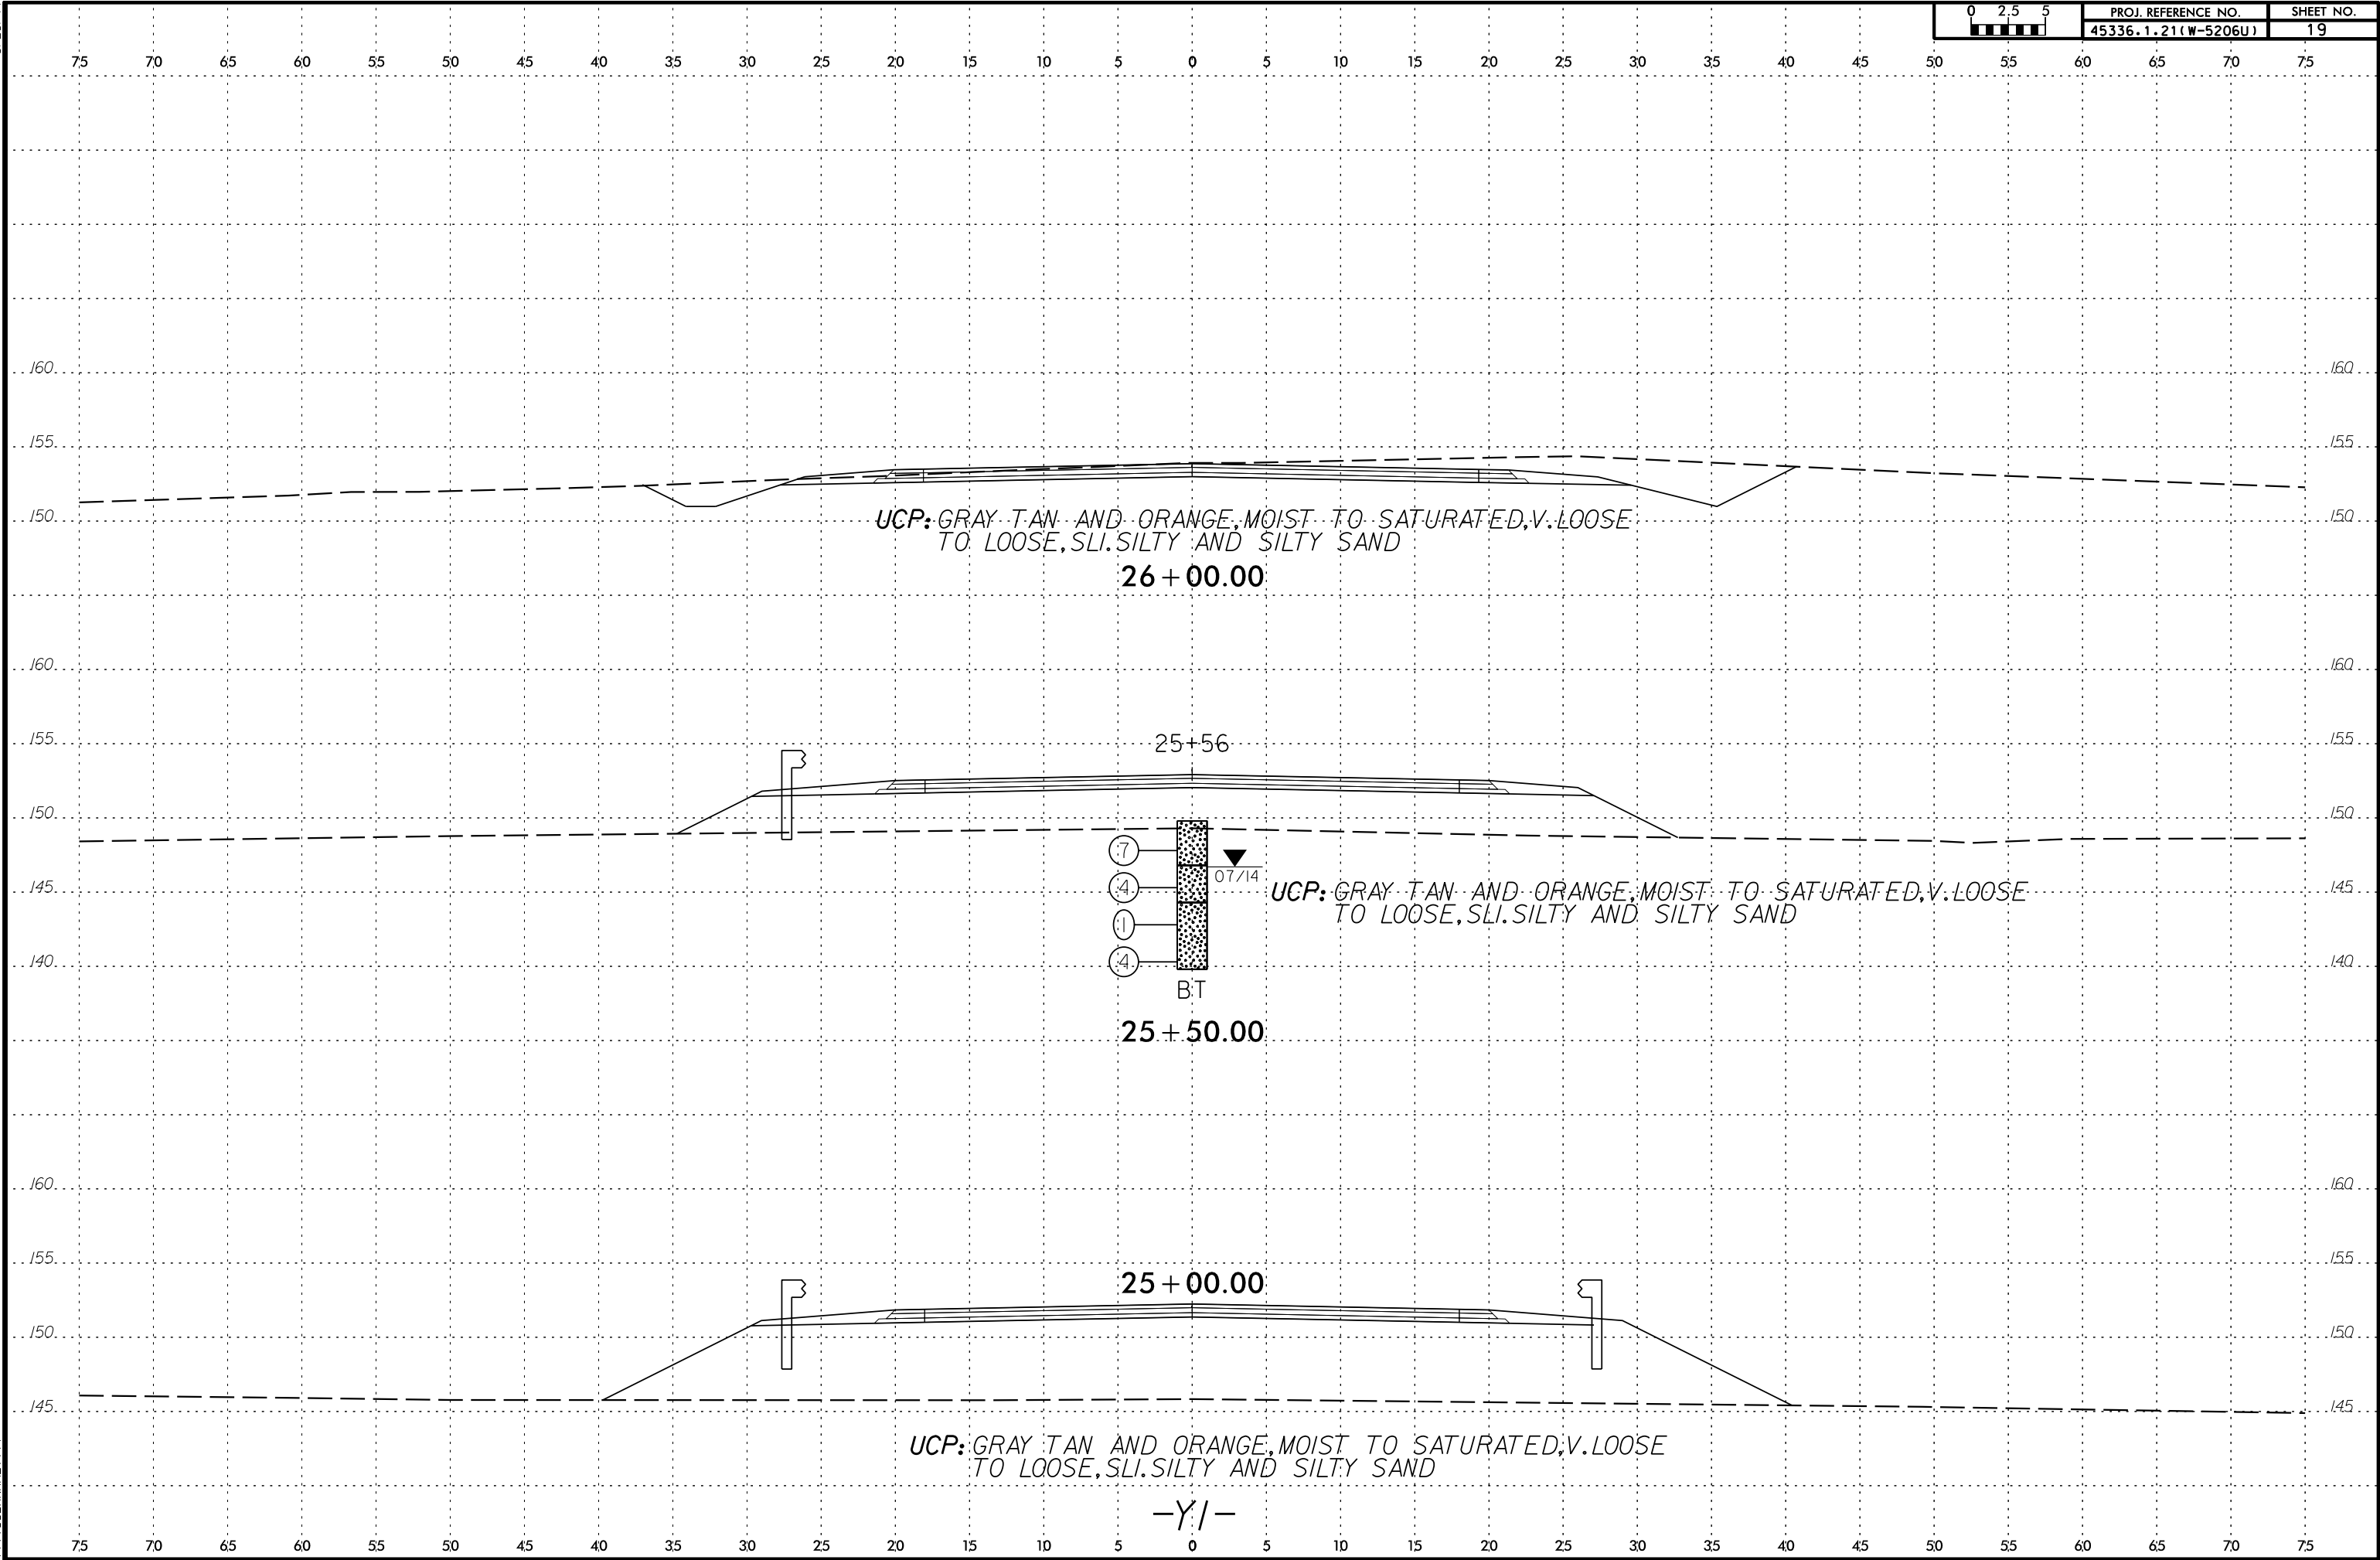 0 2.5 5
PROJ. REFERENCE NO. SHEET NO.
45336.1.21(W-5206U) 19
75 70 65 60 55 50 45 40 35 30 25 20 15 10 5 0 5 10 15 20 25 30 35 40 45 50 55 60 65 70 75
160 160
155 155
150 150
UCP: GRAY TAN AND ORANGE, MOIST TO SATURATED, V. LOOSE
TO LOOSE, SLI. SILTY AND SILTY SAND
26+00.00
160 160
155 155
25+56
150 150
7
07/14
4
145 145
UCP: GRAY TAN AND ORANGE, MOIST TO SATURATED, V. LOOSE
TO LOOSE, SLI. SILTY AND SILTY SAND
1
4
140 140
BT
25+50.00
160 160
155 155
25+00.00
150 150
145 145
UCP: GRAY TAN AND ORANGE, MOIST TO SATURATED, V. LOOSE
TO LOOSE, SLI. SILTY AND SILTY SAND
-Y1-
75 70 65 60 55 50 45 40 35 30 25 20 15 10 5 0 5 10 15 20 25 30 35 40 45 50 55 60 65 70 75